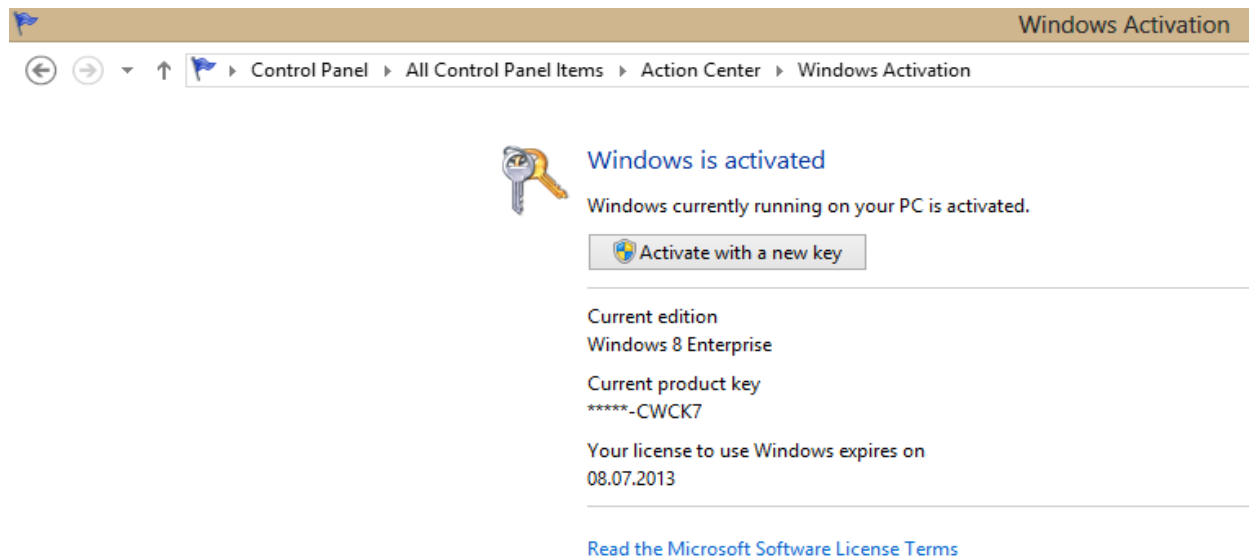 Windows Activation
Control Panel ▸ All Control Panel Items ▸ Action Center ▸ Windows Activation
Windows is activated
Windows currently running on your PC is activated.
Activate with a new key
Current edition
Windows 8 Enterprise
Current product key
*****-CWCK7
Your license to use Windows expires on
08.07.2013
Read the Microsoft Software License Terms